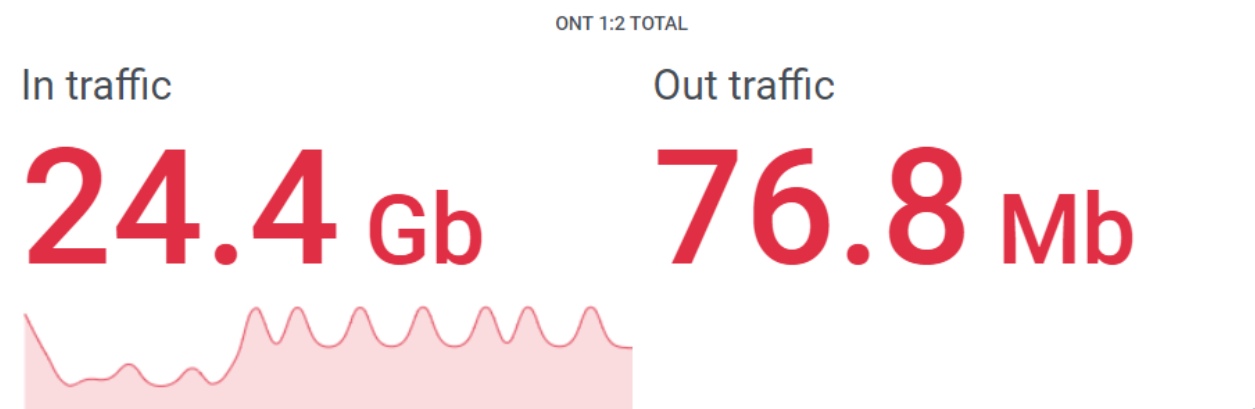 ONT 1:2 TOTAL
In traffic
Out traffic
24.4 Gb
76.8 Mb